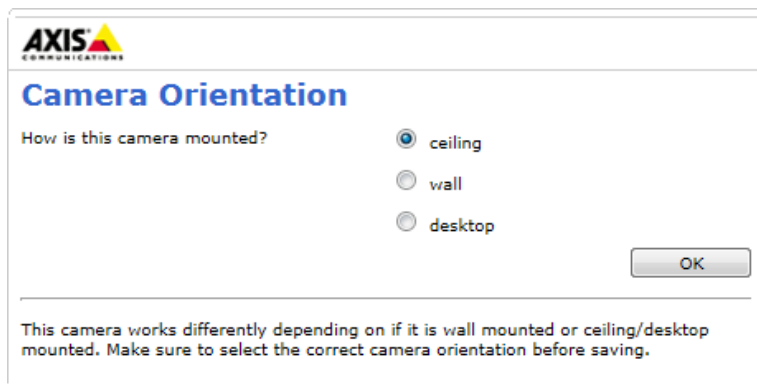 AXIS
COMMUNICATIONS
Camera Orientation
How is this camera mounted?
ceiling
wall
desktop
OK
This camera works differently depending on if it is wall mounted or ceiling/desktop
mounted. Make sure to select the correct camera orientation before saving.